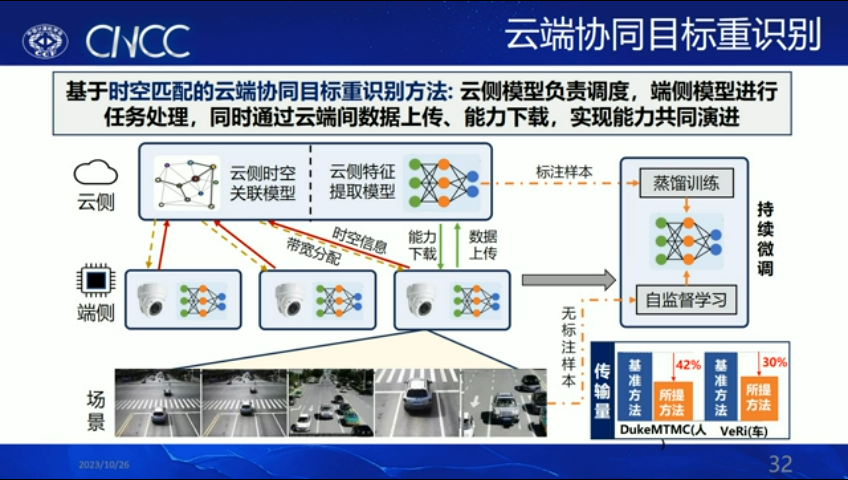 CNCC
云端协同目标重识别
基于时空匹配的云端协同目标重识别方法: 云侧模型负责调度，端侧模型进行
任务处理，同时通过云端间数据上传、能力下载，实现能力共同演进
云侧
云侧时空
关联模型
云侧特征
提取模型
标注样本
蒸馏训练
持续微调
自监督学习
时空信息
带宽分配
能力
下载
数据
上传
端侧
无标注样本
场景
传输量
基准方法
42%
所提
方法
基准方法
30%
所提
方法
DukeMTMC(人
)
VeRi(车)
2023/10/26
32